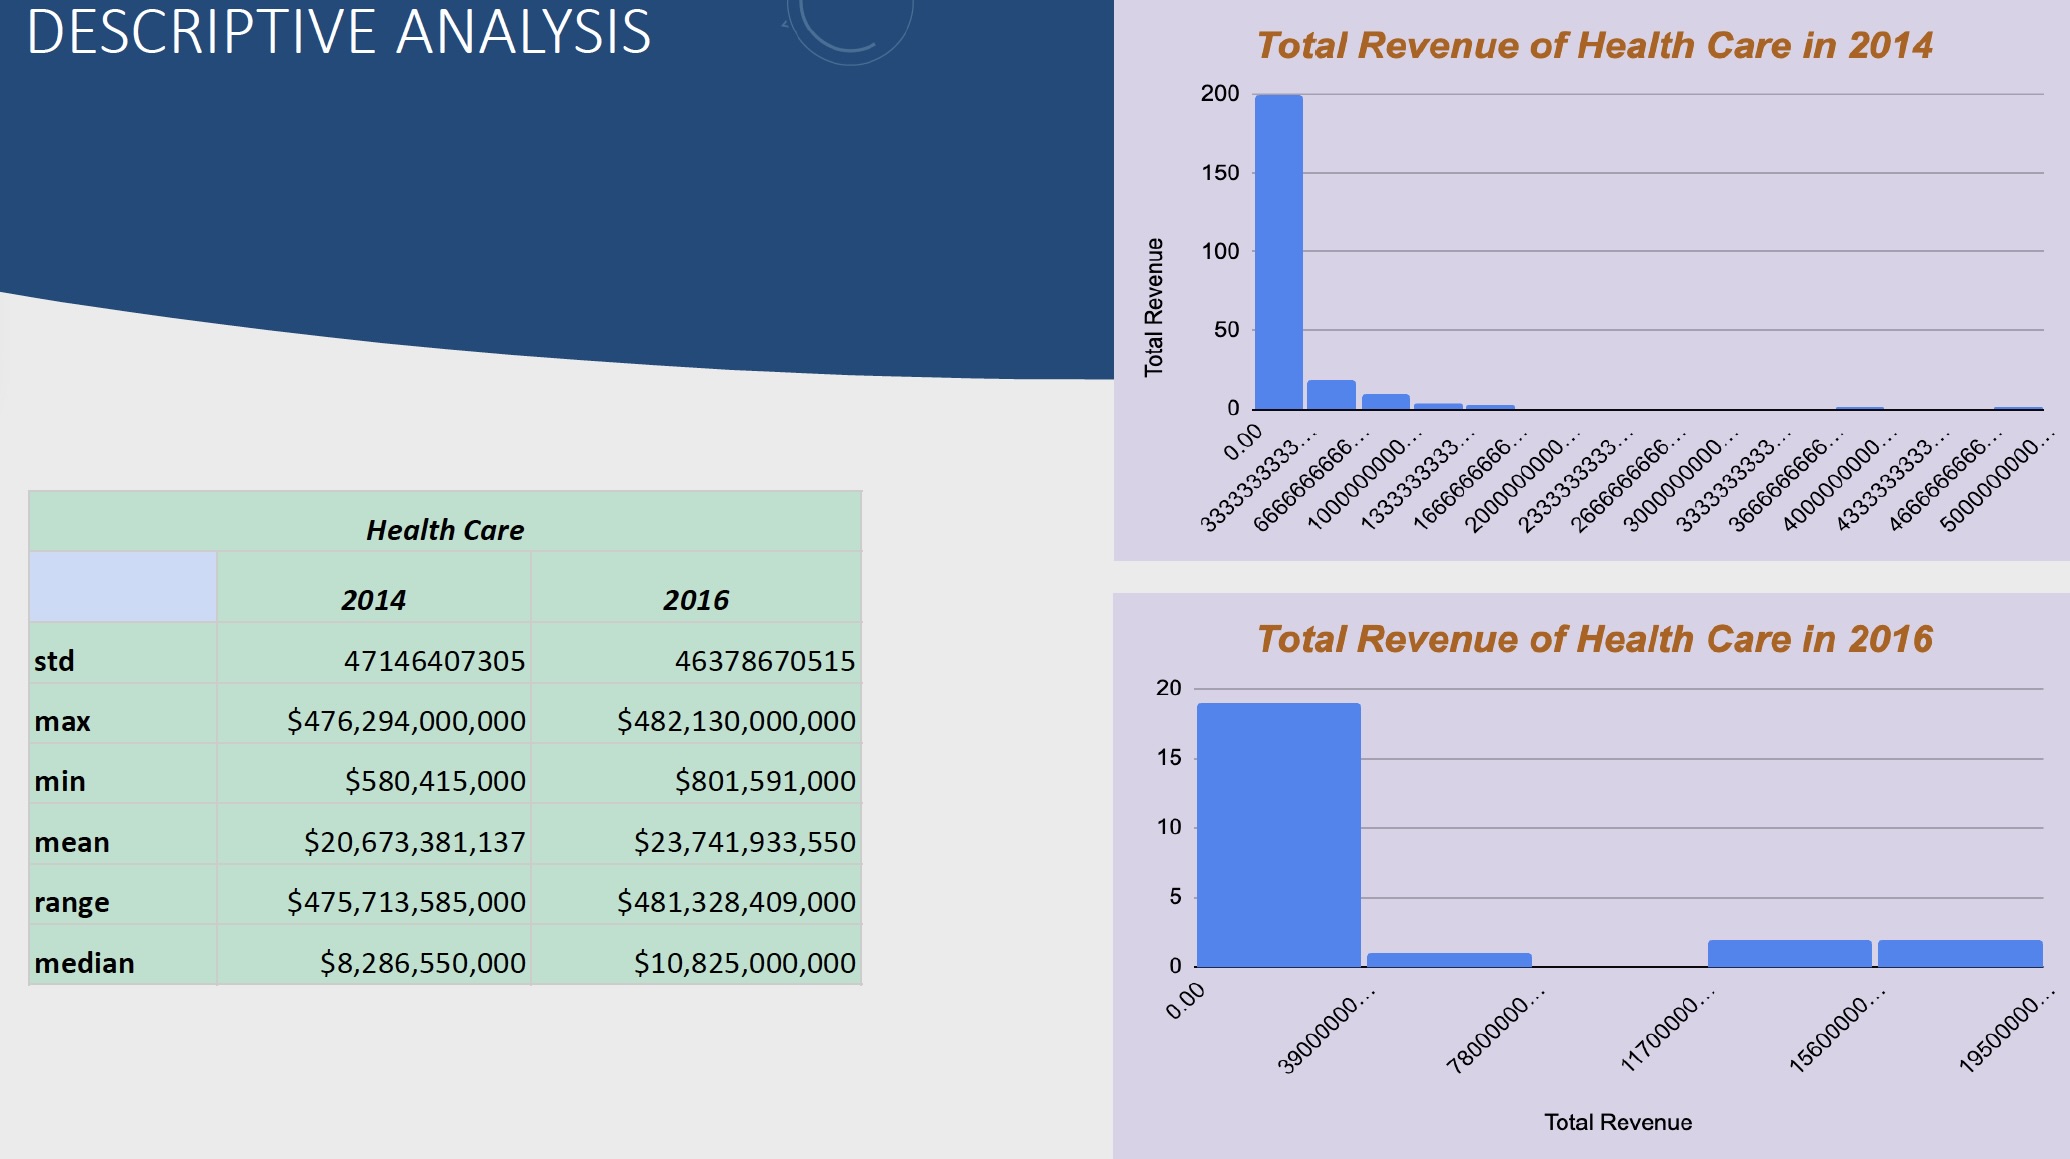 DESCRIPTIVE ANALYSIS
Health Care
2014 2016
std 47146407305 46378670515
max $476,294,000,000 $482,130,000,000
min $580,415,000 $801,591,000
mean $20,673,381,137 $23,741,933,550
range $475,713,585,000 $481,328,409,000
median $8,286,550,000 $10,825,000,000
Total Revenue of Health Care in 2014
Total Revenue
200
150
100
50
0
0.00
3333333333...
6666666666...
1000000000...
1333333333...
1666666666...
2000000000...
2333333333...
2666666666...
3000000000...
3333333333...
3666666666...
4000000000...
4333333333...
4666666666...
5000000000...
Total Revenue of Health Care in 2016
20
15
10
5
0
0.00
39000000...
78000000...
11700000...
15600000...
19500000...
Total Revenue